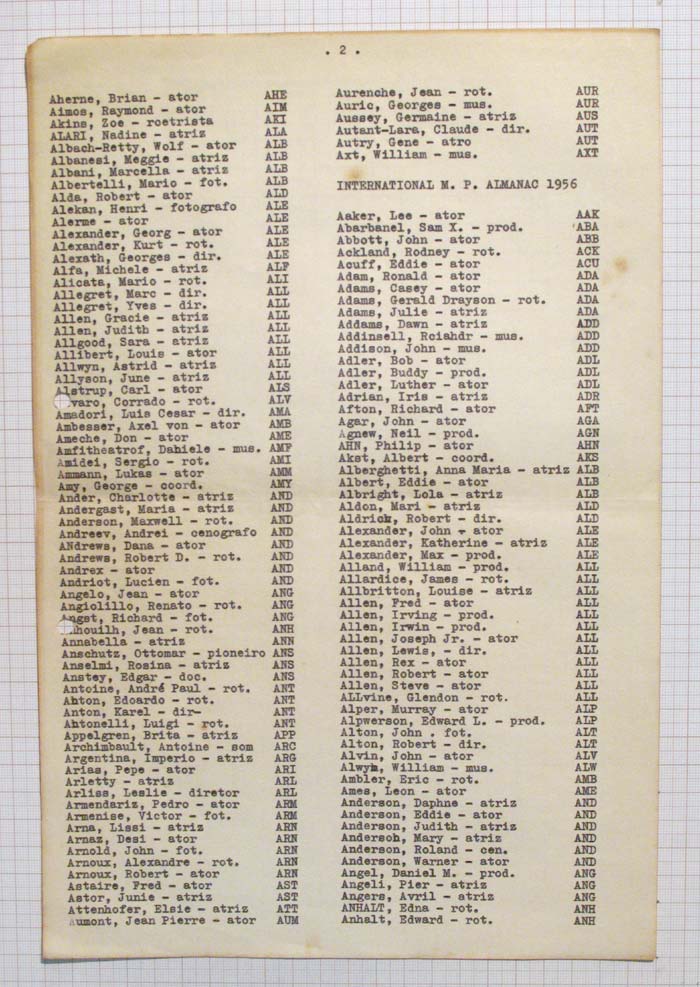 . 2 .
Aherne, Brian - ator AHE
Aimos, Raymond - ator AIM
Akins, Zoe - roetrista AKI
ALARI, Nadine - atriz ALA
Albach-Retty, Wolf - ator ALB
Albanesi, Meggie - atriz ALB
Albani, Marcella - atriz ALB
Albertelli, Mario - fot. ALB
Alda, Robert - ator ALD
Alekan, Henri - fotografo ALE
Alerme - ator ALE
Alexander, Georg - ator ALE
Alexander, Kurt - rot. ALE
Alexath, Georges - dir. ALE
Alfa, Michele - atriz ALF
Alicata, Mario - rot. ALI
Allegret, Marc - dir. ALL
Allegret, Yves - dir. ALL
Allen, Gracie - atriz ALL
Allen, Judith - atriz ALL
Allgood, Sara - atriz ALL
Allibert, Louis - ator ALL
Allwyn, Astrid - atriz ALL
Allyson, June - atriz ALL
Alstrup, Carl - ator ALS
varo, Corrado - rot. ALV
Amadori, Luis Cesar - dir. AMA
Ambesser, Axel von - ator AMB
Ameche, Don - ator AME
Amfitheatrof, Dahiele - mus. AMF
Amidei, Sergio - rot. AMI
Ammann, Lukas - ator AMM
Amy, George - coord. AMY
Ander, Charlotte - atriz AND
Andergast, Maria - atriz AND
Anderson, Maxwell - rot. AND
Andreev, Andrei - cenografo AND
ANdrews, Dana - ator AND
Andrews, Robert D. - rot. AND
Andrex - ator AND
Andriot, Lucien - fot. AND
Angelo, Jean - ator ANG
Angiolillo, Renato - rot. ANG
Angst, Richard - fot. ANG
nhouilh, Jean - rot. ANH
Annabella - atriz ANN
Anschutz, Ottomar - pioneiro ANS
Anselmi, Rosina - atriz ANS
Anstey, Edgar - doc. ANS
Antoine, André Paul - rot. ANT
Ahton, Edoardo - rot. ANT
Anton, Karel - dir- ANT
Ahtonelli, Luigi - rot. ANT
Appelgren, Brita - atriz APP
Archimbault, Antoine - som ARC
Argentina, Imperio - atriz ARG
Arias, Pepe - ator ARI
Arletty - atriz ARL
Arliss, Leslie - diretor ARL
Armendariz, Pedro - ator ARM
Armenise, Victor - fot. ARM
Arna, Lissi - atriz ARN
Arnaz, Desi - ator ARN
Arnold, John - fot. ARN
Arnoux, Alexandre - rot. ARN
Arnoux, Robert - ator ARN
Astaire, Fred - ator AST
Astor, Junie - atriz AST
Attenhofer, Elsie - atriz ATT
Aumont, Jean Pierre - ator AUM
Aurenche, Jean - rot. AUR
Auric, Georges - mus. AUR
Aussey, Germaine - atriz AUS
Autant-Lara, Claude - dir. AUT
Autry, Gene - atro AUT
Axt, William - mus. AXT
INTERNATIONAL M. P. ALMANAC 1956
Aaker, Lee - ator AAK
Abarbanel, Sam X. - prod. ABA
Abbott, John - ator ABB
Ackland, Rodney - rot. ACK
Acuff, Eddie - ator ACU
Adam, Ronald - ator ADA
Adams, Casey - ator ADA
Adams, Gerald Drayson - rot. ADA
Adams, Julie - atriz ADA
Addams, Dawn - atriz ADD
Addinsell, Rciahdr - mus. ADD
Addison, John - mus. ADD
Adler, Bob - ator ADL
Adler, Buddy - prod. ADL
Adler, Luther - ator ADL
Adrian, Iris - atriz ADR
Afton, Richard - ator AFT
Agar, John - ator AGA
Agnew, Neil - prod. AGN
AHN, Philip - ator AHN
Akst, Albert - coord. AKS
Alberghetti, Anna Maria - atriz ALB
Albert, Eddie - ator ALB
Albright, Lola - atriz ALB
Aldon, Mari - atriz ALD
Aldrich, Robert - dir. ALD
Alexander, John - ator ALE
Alexander, Katherine - atriz ALE
Alexander, Max - prod. ALE
Alland, William - prod. ALL
Allardice, James - rot. ALL
Allbritton, Louise - atriz ALL
Allen, Fred - ator ALL
Allen, Irving - prod. ALL
Allen, Irwin - prod. ALL
Allen, Joseph Jr. - ator ALL
Allen, Lewis, - dir. ALL
Allen, Rex - ator ALL
Allen, Robert - ator ALL
Allen, Steve - ator ALL
ALLvine, Glendon - rot. ALL
Alper, Murray - ator ALP
Alpwerson, Edward L. - prod. ALP
Alton, John . fot. ALT
Alton, Robert - dir. ALT
Alvin, John - ator ALV
Alwyn, William - mus. ALW
Ambler, Eric - rot. AMB
Ames, Leon - ator AME
Anderson, Daphne - atriz AND
Anderson, Eddie - ator AND
Anderson, Judith - atriz AND
Anderson, Mary - atriz AND
Anderson, Roland - cen. AND
Anderson, Warner - ator AND
Angel, Daniel M. - prod. ANG
Angeli, Pier - atriz ANG
Angers, Avril - atriz ANG
ANHALT, Edna - rot. ANH
Anhalt, Edward - rot. ANH